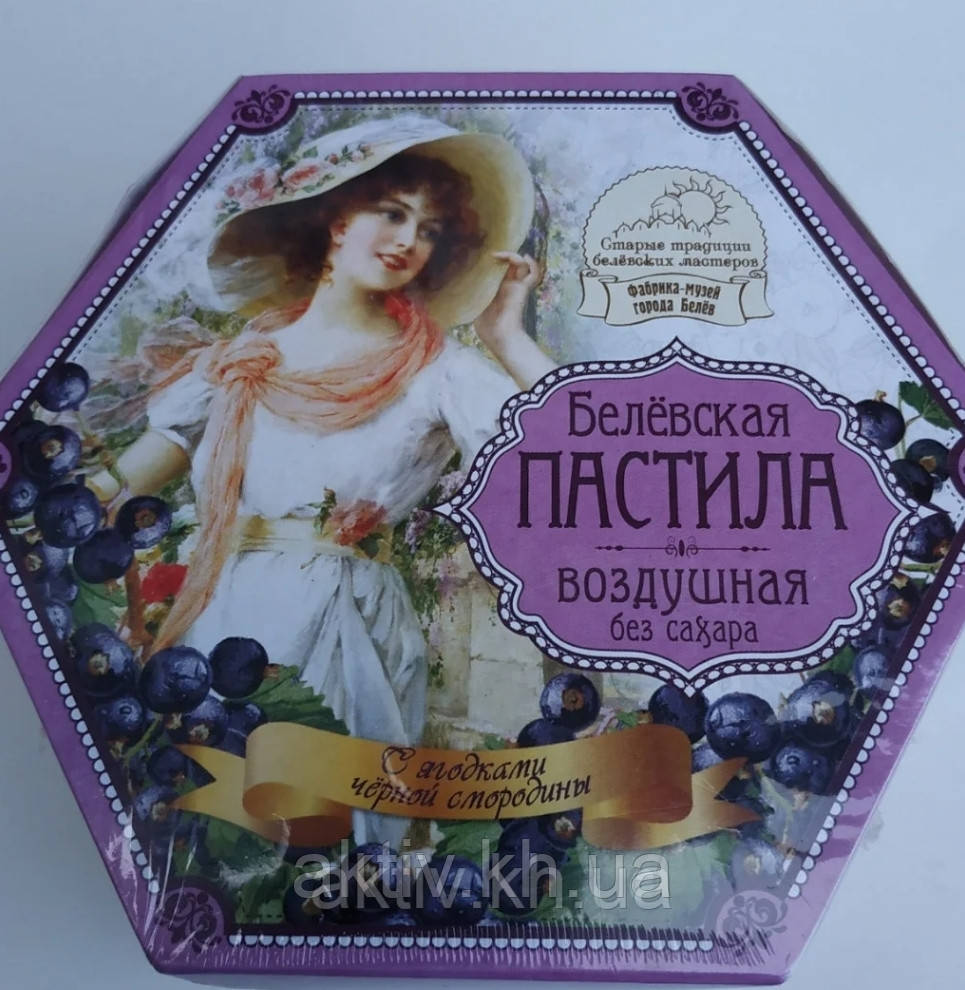 Старые традиции
белёвских мастеров
Фабрика-музей
города Белёв
Белёвская
ПАСТИЛА
воздушная
без сахара
С ягодками
чёрной смородины
aktiv.kh.ua